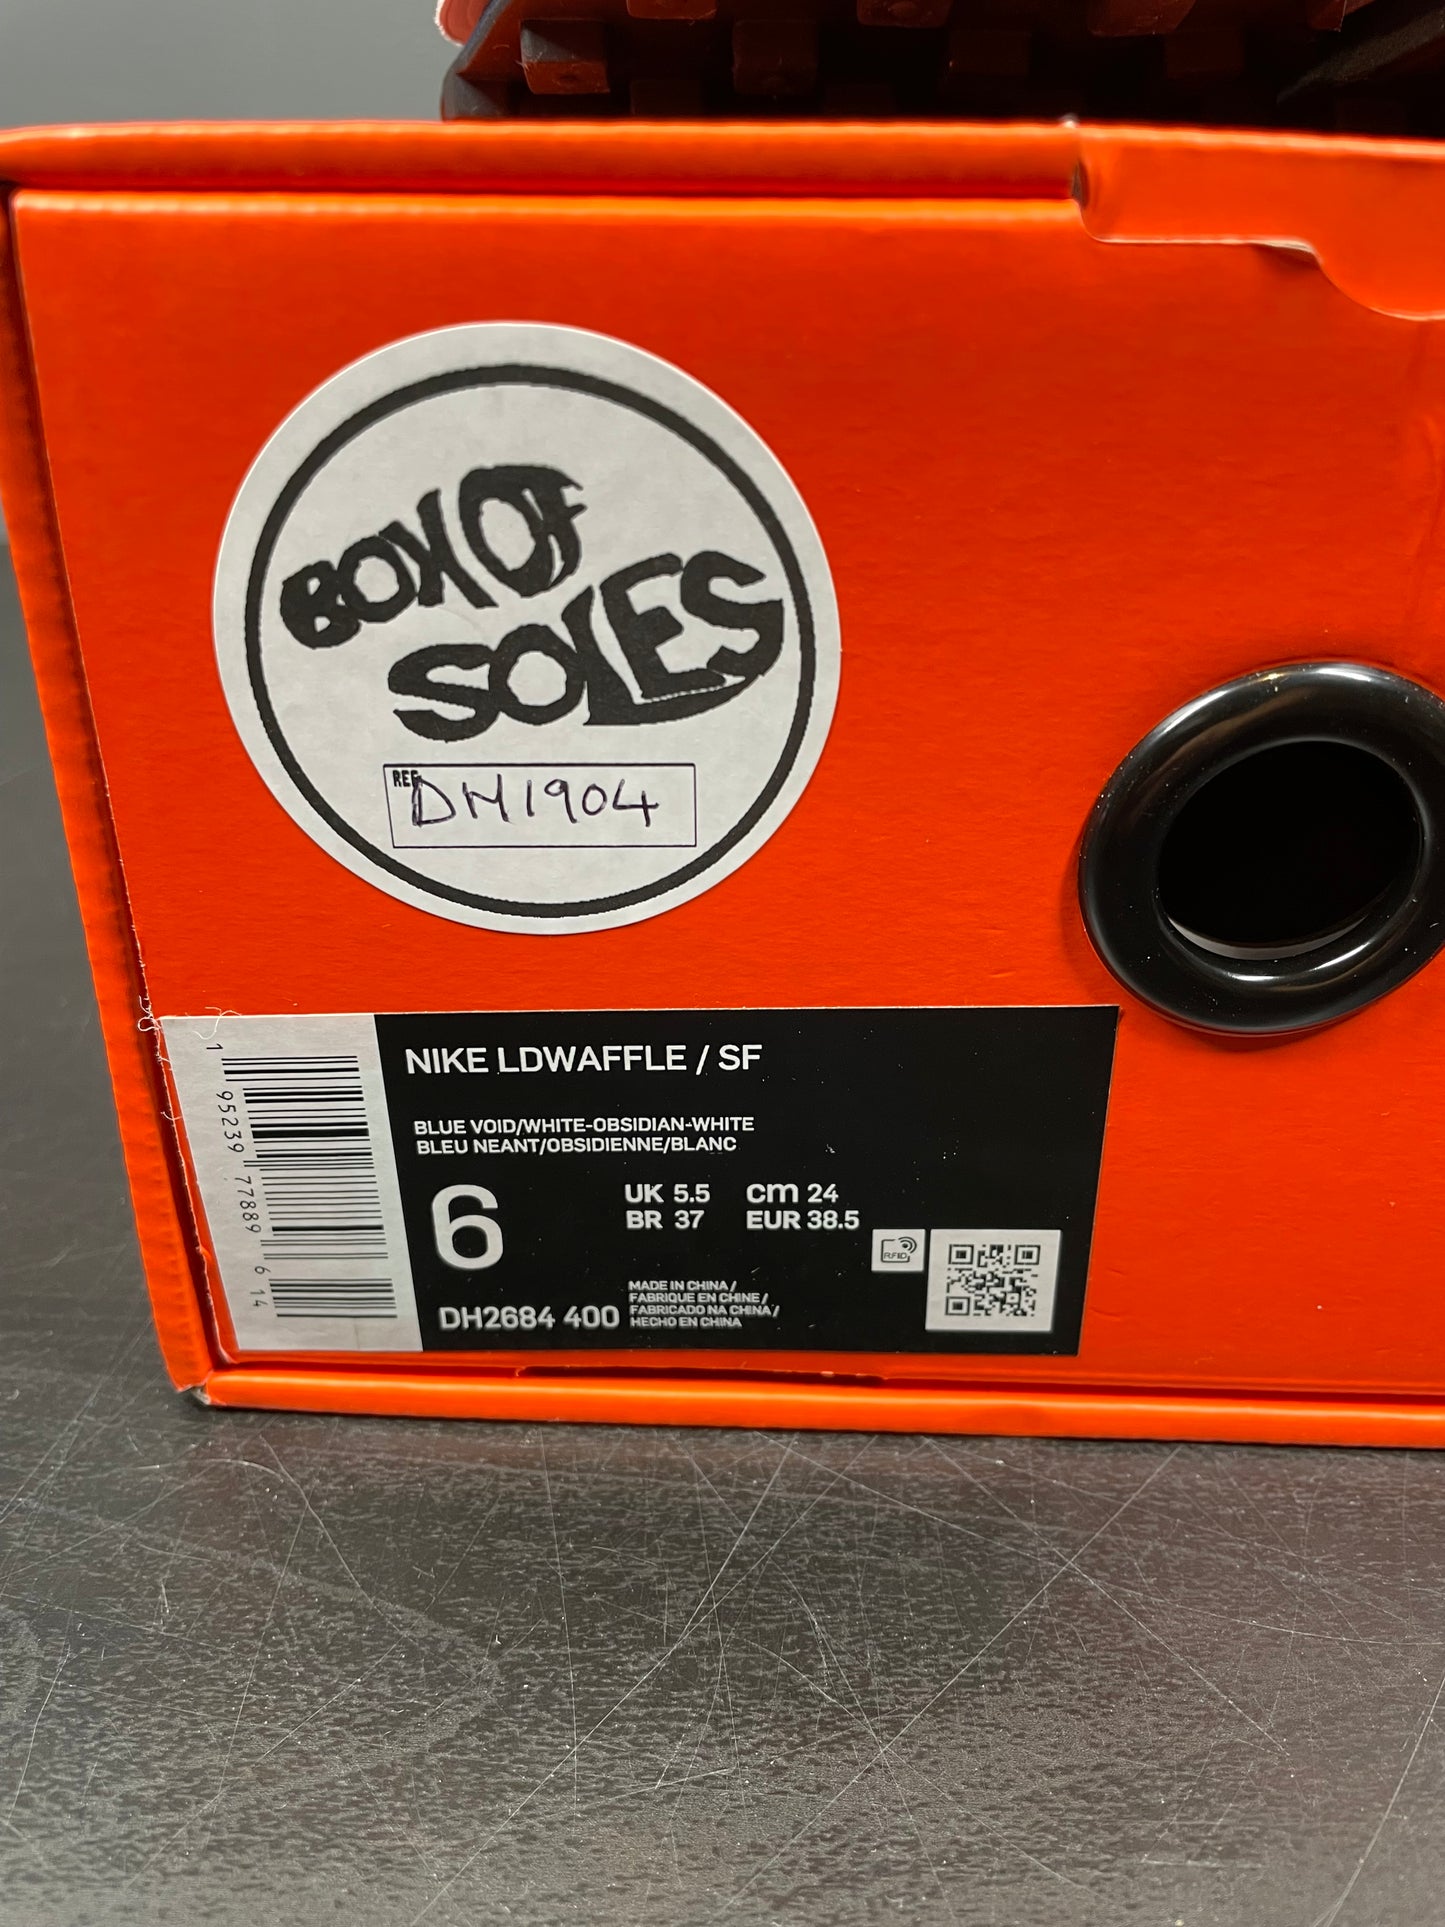 BOX OF
SOLES
REF
DM1904
NIKE LDWAFFLE / SF
BLUE VOID/WHITE-OBSIDIAN-WHITE
BLEU NEANT/OBSIDIENNE/BLANC
6
UK 5.5 cm 24
BR 37 EUR 38.5
RFID
DH2684 400
MADE IN CHINA /
FABRIQUE EN CHINE /
FABRICADO NA CHINA /
HECHO EN CHINA
1 95239 77889 6 14